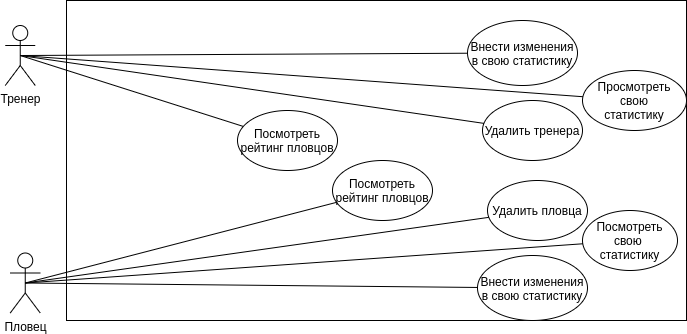 Тренер
Внести изменения
в свою статистику
Просмотреть
свою
статистику
Удалить тренера
Посмотреть
рейтинг пловцов
Посмотреть
рейтинг пловцов
Удалить пловца
Посмотреть
свою
статистику
Внести изменения
в свою статистику
Пловец